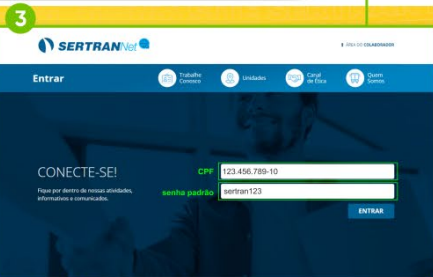 3
SERTRANNet
ÁREA DO COLABORADOR
Entrar
Trabalhe Conosco
Unidades
Canal de Ética
Quem Somos
CONECTE-SE!
Fique por dentro de nossas atividades,
informativos e comunicados.
CPF 123.456.789-10
senha padrão sertran123
ENTRAR